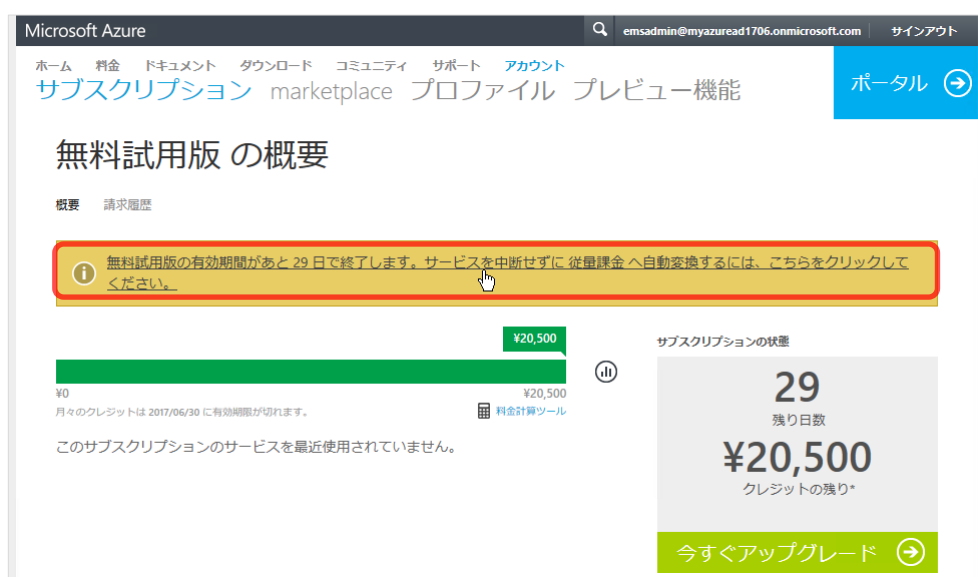 Microsoft Azure
emsadmin@myazuread1706.onmicrosoft.com サインアウト
ホーム 料金 ドキュメント ダウンロード コミュニティ サポート アカウント
サブスクリプション marketplace プロファイル プレビュー機能
ポータル
無料試用版 の概要
概要 請求履歴
無料試用版の有効期間があと 29 日で終了します。サービスを中断せずに 従量課金 へ自動変換するには、こちらをクリックして
ください。
¥20,500
¥0 ¥20,500
月々のクレジットは 2017/06/30 に有効期限が切れます。
料金計算ツール
このサブスクリプションのサービスを最近使用されていません。
サブスクリプションの状態
29
残り日数
¥20,500
クレジットの残り*
今すぐアップグレード